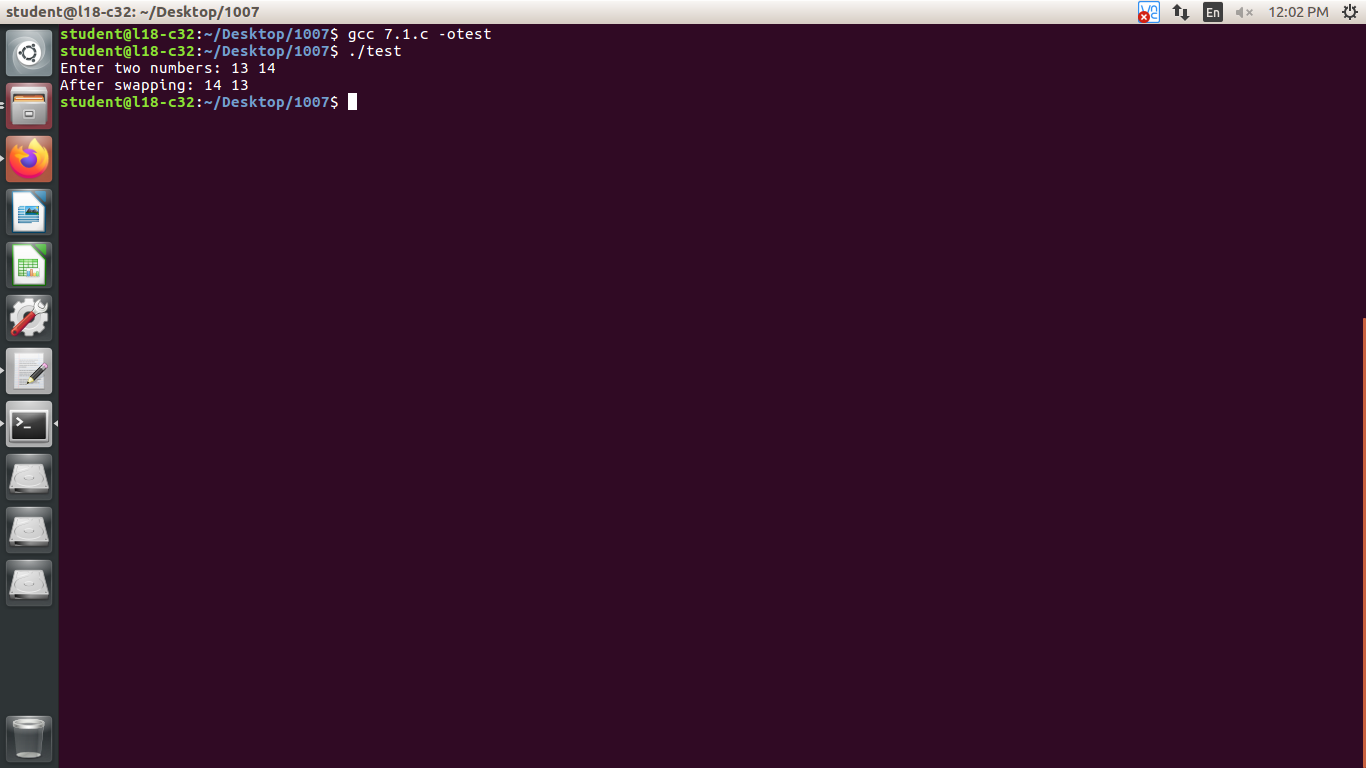 student@l18-c32: ~/Desktop/1007
En
12:02 PM
student@l18-c32:~/Desktop/1007$ gcc 7.1.c -otest
student@l18-c32:~/Desktop/1007$ ./test
Enter two numbers: 13 14
After swapping: 14 13
student@l18-c32:~/Desktop/1007$